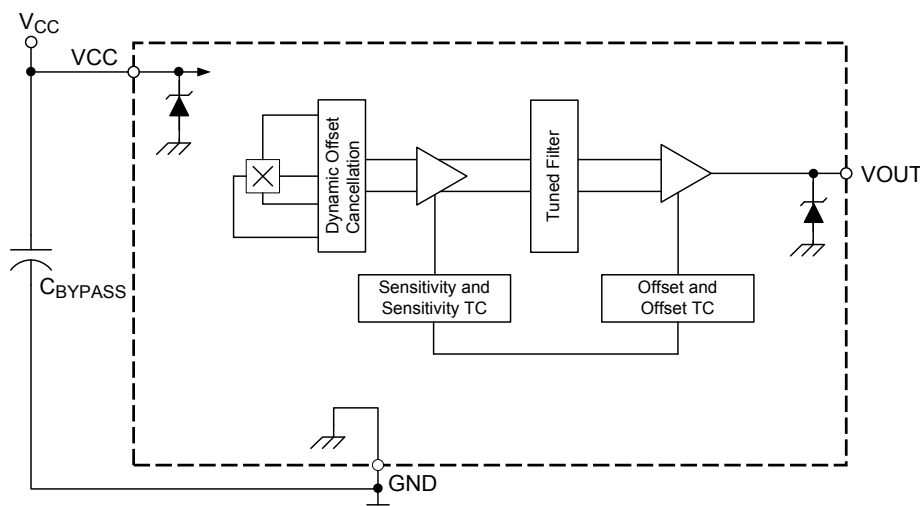 VCC
VCC
Dynamic Offset
Cancellation
Tuned Filter
VOUT
CBYPASS
Sensitivity and
Sensitivity TC
Offset and
Offset TC
GND